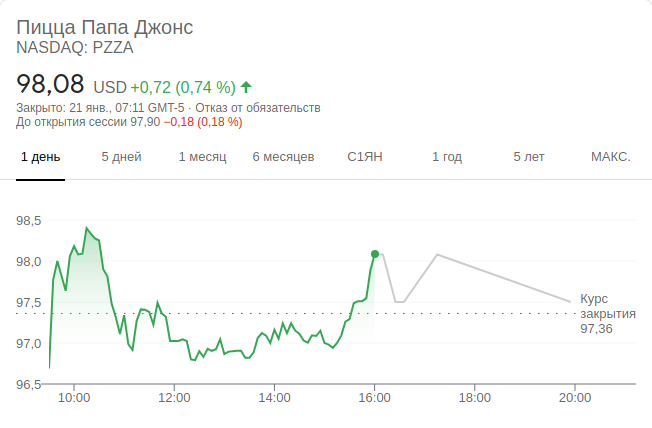 Пицца Папа Джонс
NASDAQ: PZZA
98,08 USD +0,72 (0,74 %)
Закрыто: 21 янв., 07:11 GMT-5 · Отказ от обязательств
До открытия сессии 97,90 −0,18 (0,18 %)
1 день 5 дней 1 месяц 6 месяцев С1ЯН 1 год 5 лет МАКС.
98,5
98,0
97,5
97,0
96,5
Курс
закрытия
97,36
10:00 12:00 14:00 16:00 18:00 20:00